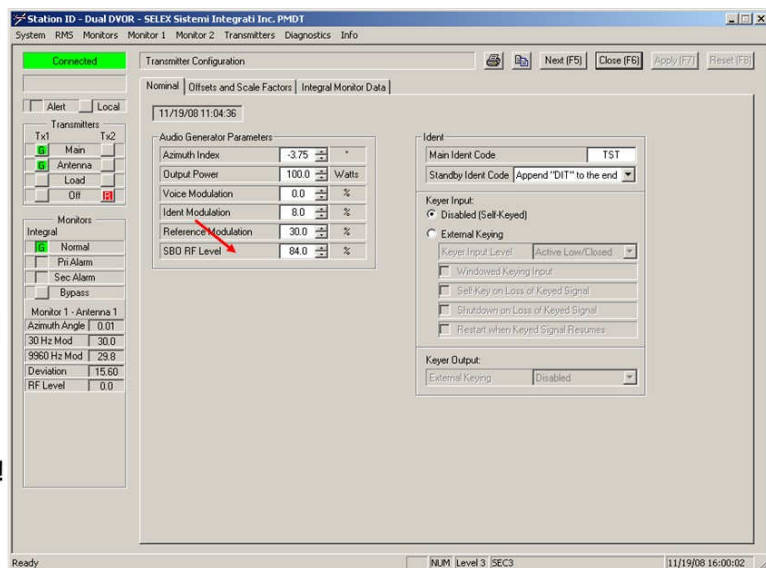 Station ID - Dual DVOR - SELEX Sistemi Integrati Inc. PMDT
System RMS Monitors Monitor 1 Monitor 2 Transmitters Diagnostics Info
Connected
Transmitter Configuration
Next (F5) Close (F6) Apply (F7) Reset (F8)
Nominal Offsets and Scale Factors Integral Monitor Data
Alert Local
Transmitters
Tx1 Tx2
G Main
G Antenna
Load
Off R
Monitors
Integral
G Normal
Pri Alarm
Sec Alarm
Bypass
Monitor 1 - Antenna 1
Azimuth Angle 0.01
30 Hz Mod 30.0
9960 Hz Mod 29.8
Deviation 15.60
RF Level 0.0
!
11/19/08 11:04:36
Audio Generator Parameters
Azimuth Index -3.75 °
Output Power 100.0 Watts
Voice Modulation 0.0 %
Ident Modulation 8.0 %
Reference Modulation 30.0 %
SBO RF Level 84.0 %
Ident
Main Ident Code TST
Standby Ident Code Append "DIT" to the end
Keyer Input:
Disabled (Self-Keyed)
External Keying
Keyer Input Level Active Low/Closed
Windowed Keying Input
Self-Key on Loss of Keyed Signal
Shutdown on Loss of Keyed Signal
Restart when Keyed Signal Resumes
Keyer Output:
External Keying Disabled
Ready NUM Level 3 SEC3 11/19/08 16:00:02